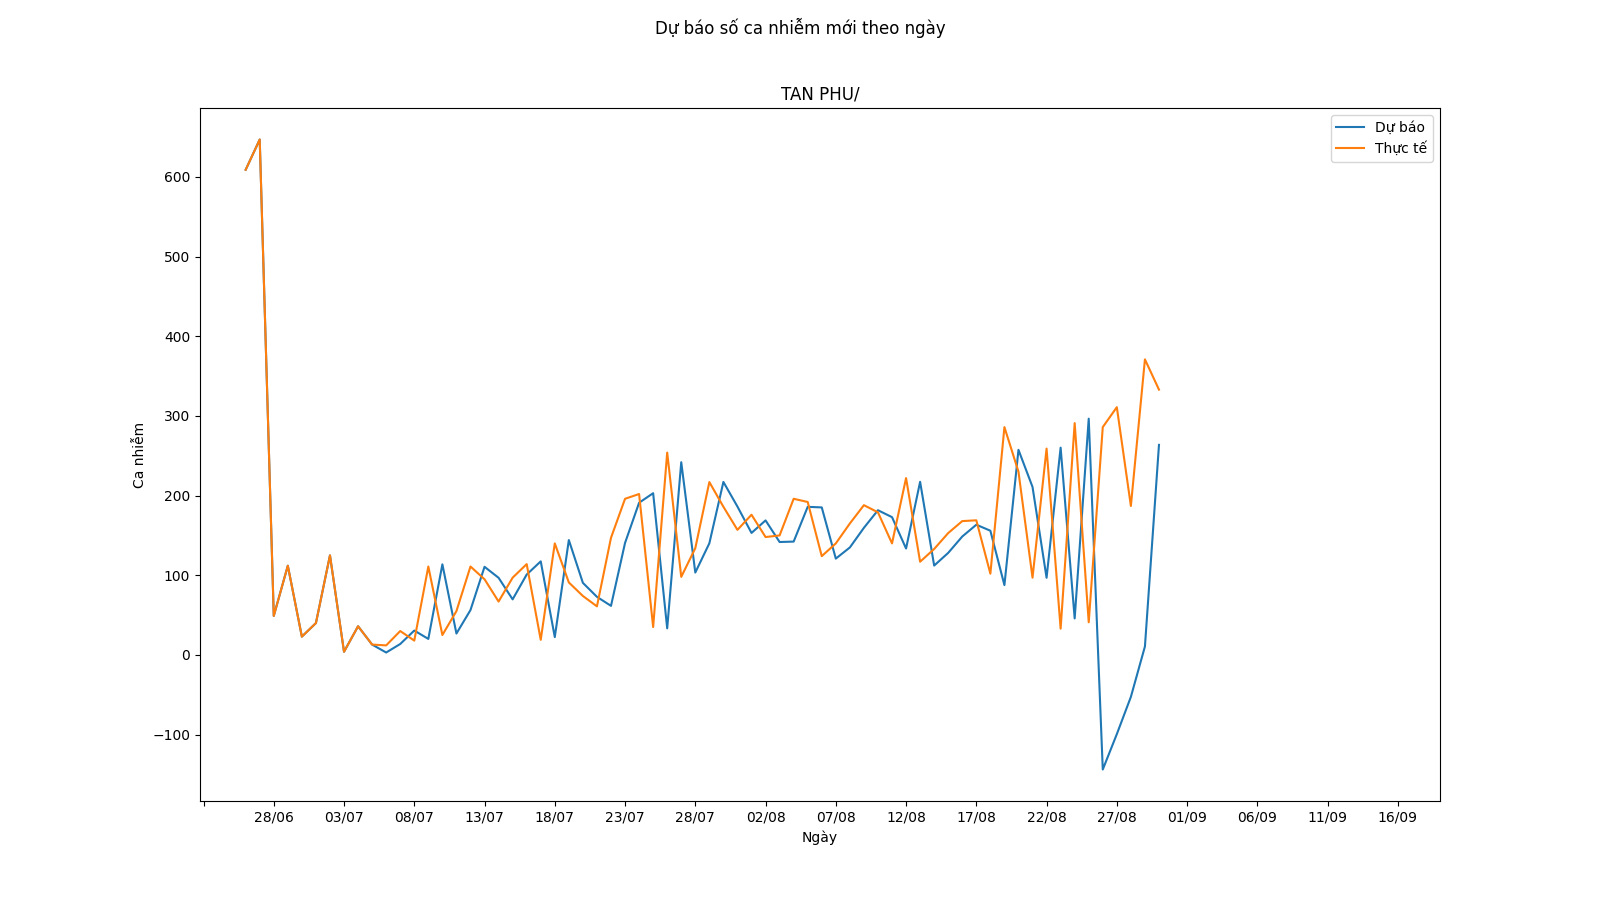 Dự báo số ca nhiễm mới theo ngày
TAN PHU/
Dự báo
Thực tế
600
500
400
300
200
100
0
−100
Ca nhiễm
28/06 03/07 08/07 13/07 18/07 23/07 28/07 02/08 07/08 12/08 17/08 22/08 27/08 01/09 06/09 11/09 16/09
Ngày